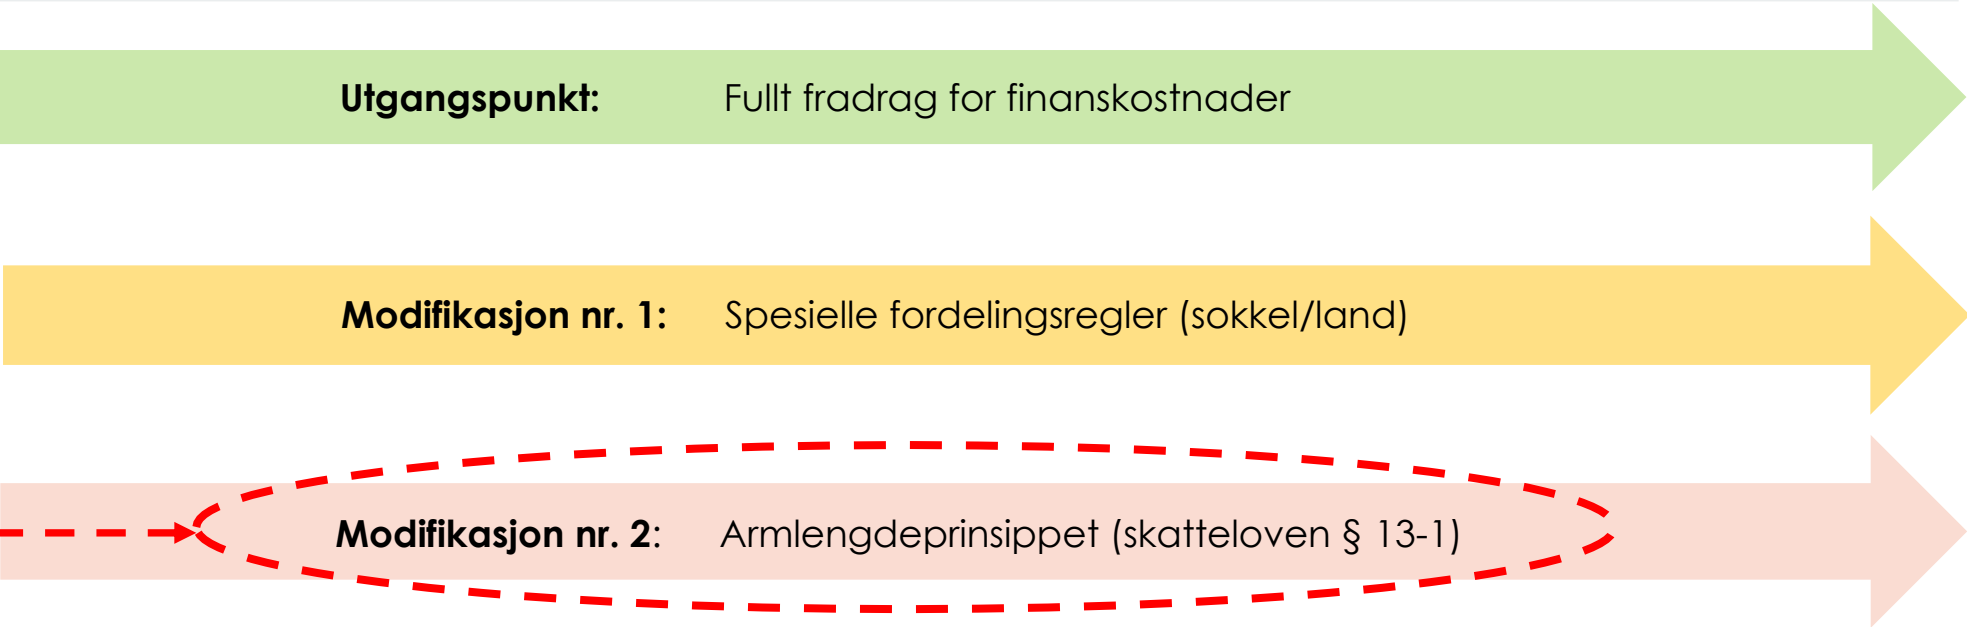 Utgangspunkt: Fullt fradrag for finanskostnader
Modifikasjon nr. 1: Spesielle fordelingsregler (sokkel/land)
Modifikasjon nr. 2: Armlengdeprinsippet (skatteloven § 13-1)